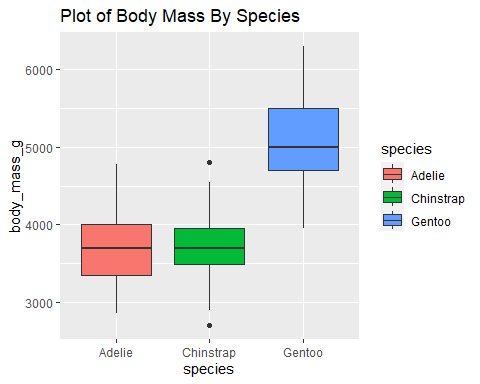 Plot of Body Mass By Species
body_mass_g
6000
5000
4000
3000
Adelie
Chinstrap
Gentoo
species
species
Adelie
Chinstrap
Gentoo